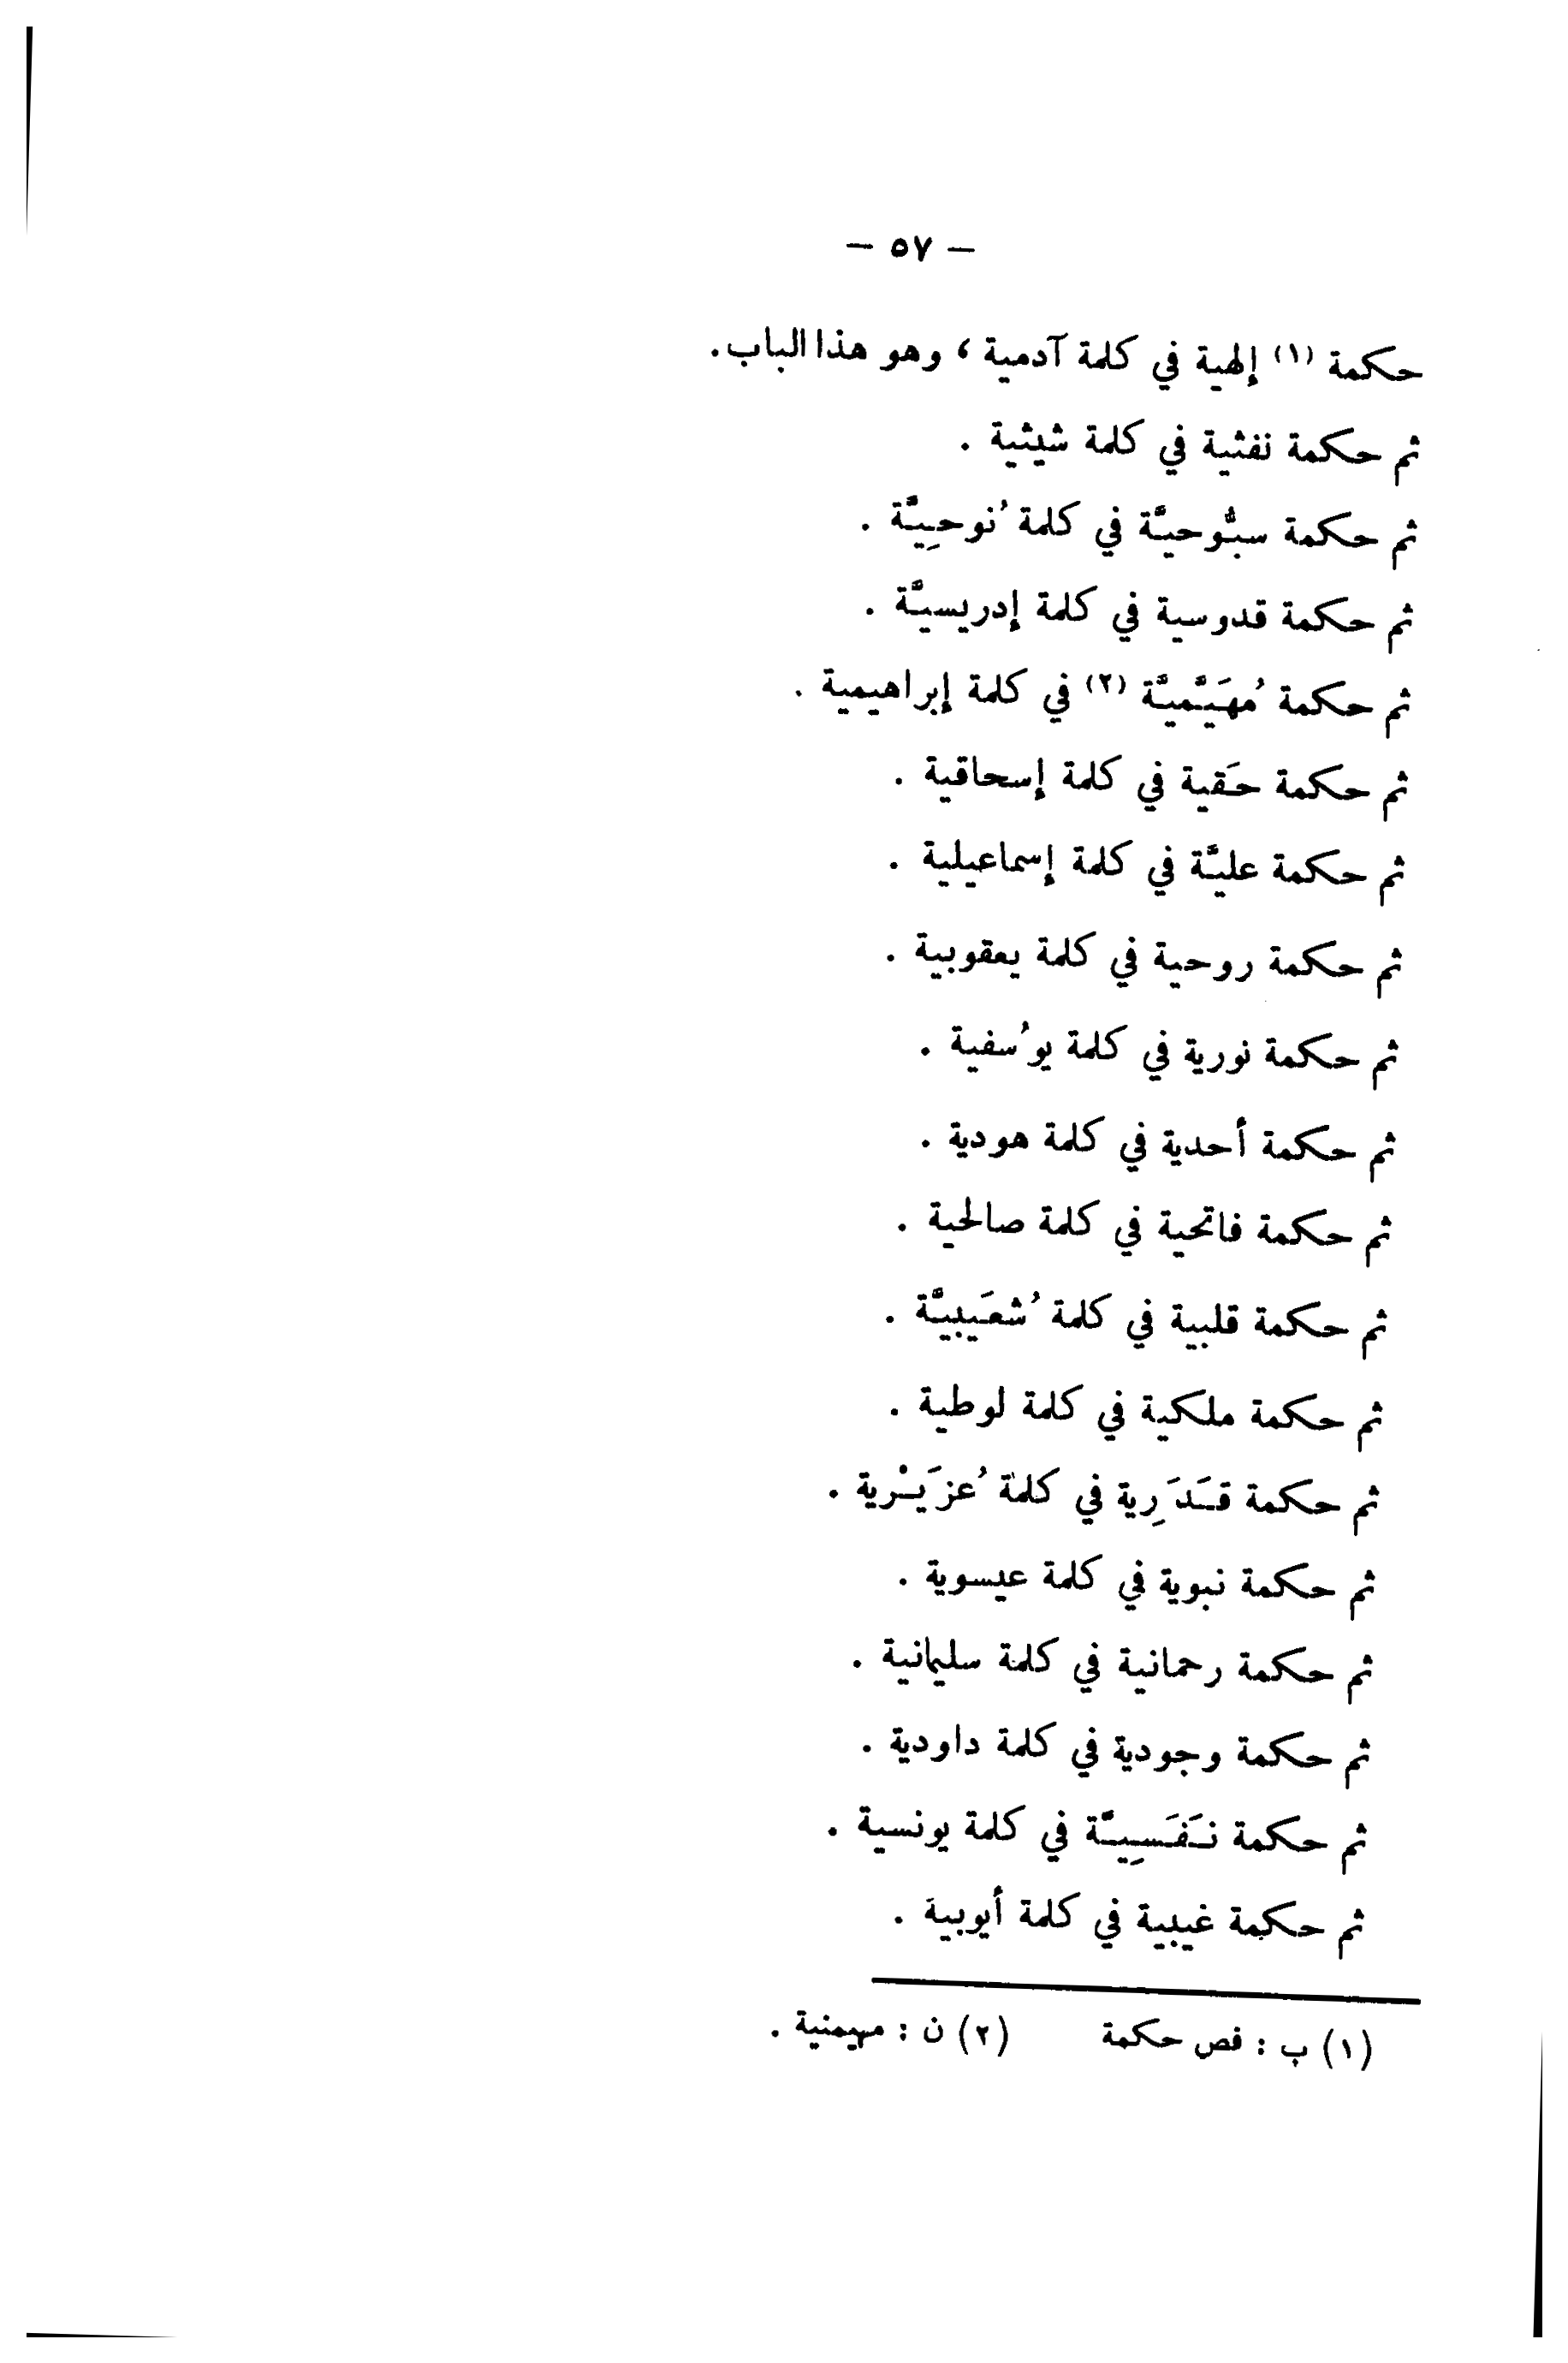 — ٥٧ —
حكمة (١) إلهية في كلمة آدمية ، وهو هذا الباب.
ثم حكمة نفثية في كلمة شيثية .
ثم حكمة سبُّوحيَّة في كلمة نُوحِيَّة .
ثم حكمة قدوسية في كلمة إدريسيَّة .
ثم حكمة مُهَيَّميَّة (٢) في كلمة إبراهيمية .
ثم حكمة حَقية في كلمة إسحاقية .
ثم حكمة عليَّة في كلمة إسماعيلية .
ثم حكمة روحية في كلمة يعقوبية .
ثم حكمة نورية في كلمة يوسُفية .
ثم حكمة أحدية في كلمة هودية .
ثم حكمة فاتحية في كلمة صالحية .
ثم حكمة قلبية في كلمة شُعَيبيَّة .
ثم حكمة ملكية في كلمة لوطية .
ثم حكمة قَدَرِية في كلمة عُزَيْرية .
ثم حكمة نبوية في كلمة عيسوية .
ثم حكمة رحمانية في كلمة سليمانية .
ثم حكمة وجودية في كلمة داودية .
ثم حكمة نَفَسِيَّة في كلمة يونسية .
ثم حكمة غيبية في كلمة أيوبية .
(١) ب : فص حكمة (٢) ن : مهيمنية .